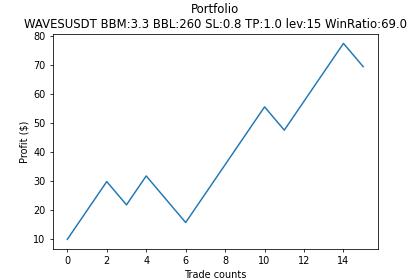 Portfolio
WAVESUSDT BBM:3.3 BBL:260 SL:0.8 TP:1.0 lev:15 WinRatio:69.0
80
70
60
50
40
30
20
10
Profit ($)
0 2 4 6 8 10 12 14
Trade counts